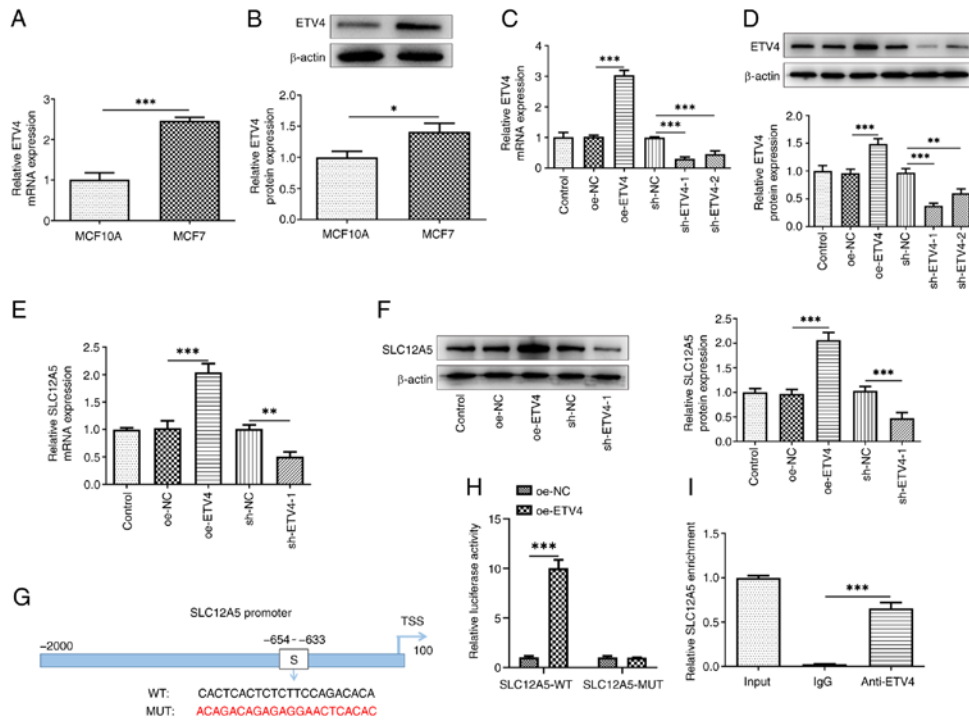 A
Relative ETV4
mRNA expression
3
2
1
0
***
MCF10A
MCF7
B
ETV4
β-actin
Relative ETV4
protein expression
2.0
1.5
1.0
0.5
0.0
*
MCF10A
MCF7
C
Relative ETV4
mRNA expression
4
3
2
1
0
***
***
***
Control
oe-NC
oe-ETV4
sh-NC
sh-ETV4-1
sh-ETV4-2
D
ETV4
β-actin
Relative ETV4
protein expression
2.0
1.5
1.0
0.5
0.0
***
**
***
Control
oe-NC
oe-ETV4
sh-NC
sh-ETV4-1
sh-ETV4-2
E
Relative SLC12A5
mRNA expression
2.5
2.0
1.5
1.0
0.5
0.0
***
**
Control
oe-NC
oe-ETV4
sh-NC
sh-ETV4-1
F
SLC12A5
β-actin
Control
oe-NC
oe-ETV4
sh-NC
sh-ETV4-1
Relative SLC12A5
protein expression
2.5
2.0
1.5
1.0
0.5
0.0
***
***
Control
oe-NC
oe-ETV4
sh-NC
sh-ETV4-1
G
SLC12A5 promoter
TSS
-2000
-654 - -633
100
S
WT: CACTCACTCTCTTCCAGACACA
MUT: ACAGACAGAGAGGAACTCACAC
H
oe-NC
oe-ETV4
Relative luciferase activity
15
10
5
0
***
SLC12A5-WT
SLC12A5-MUT
I
Relative SLC12A5 enrichment
1.5
1.0
0.5
0.0
***
Input
IgG
Anti-ETV4